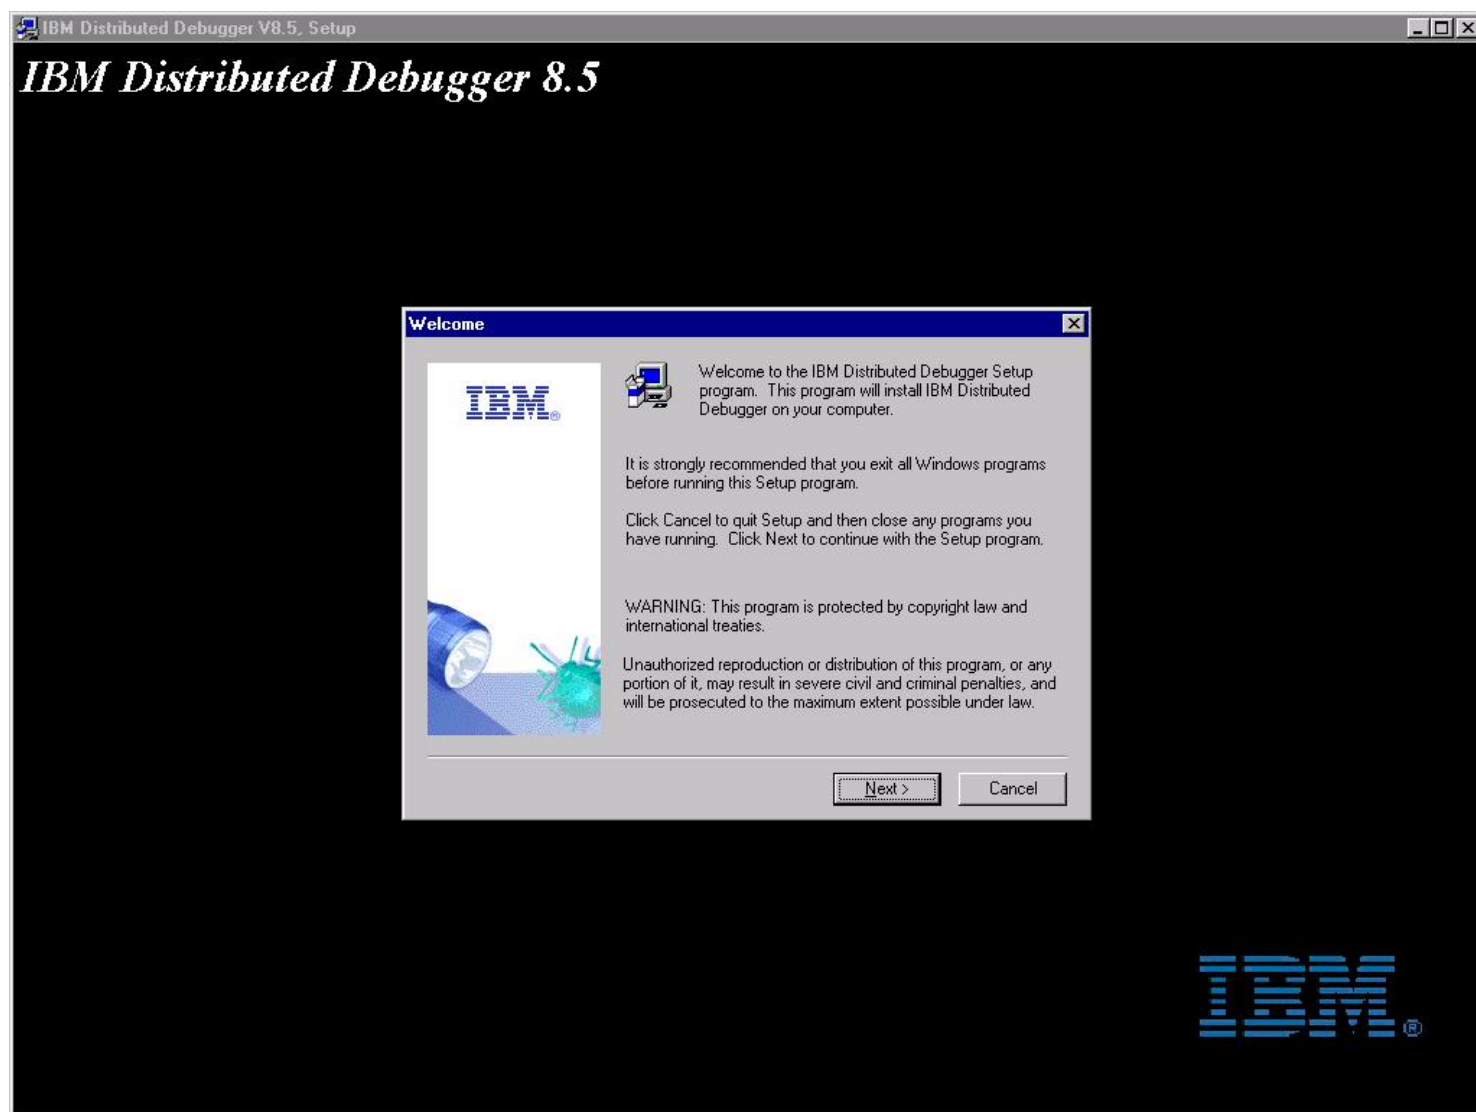 IBM Distributed Debugger V8.5, Setup
IBM Distributed Debugger 8.5
Welcome
IBM®
Welcome to the IBM Distributed Debugger Setup
program.  This program will install IBM Distributed
Debugger on your computer.
It is strongly recommended that you exit all Windows programs
before running this Setup program.
Click Cancel to quit Setup and then close any programs you
have running.  Click Next to continue with the Setup program.
WARNING: This program is protected by copyright law and
international treaties.
Unauthorized reproduction or distribution of this program, or any
portion of it, may result in severe civil and criminal penalties, and
will be prosecuted to the maximum extent possible under law.
Next >
Cancel
IBM®